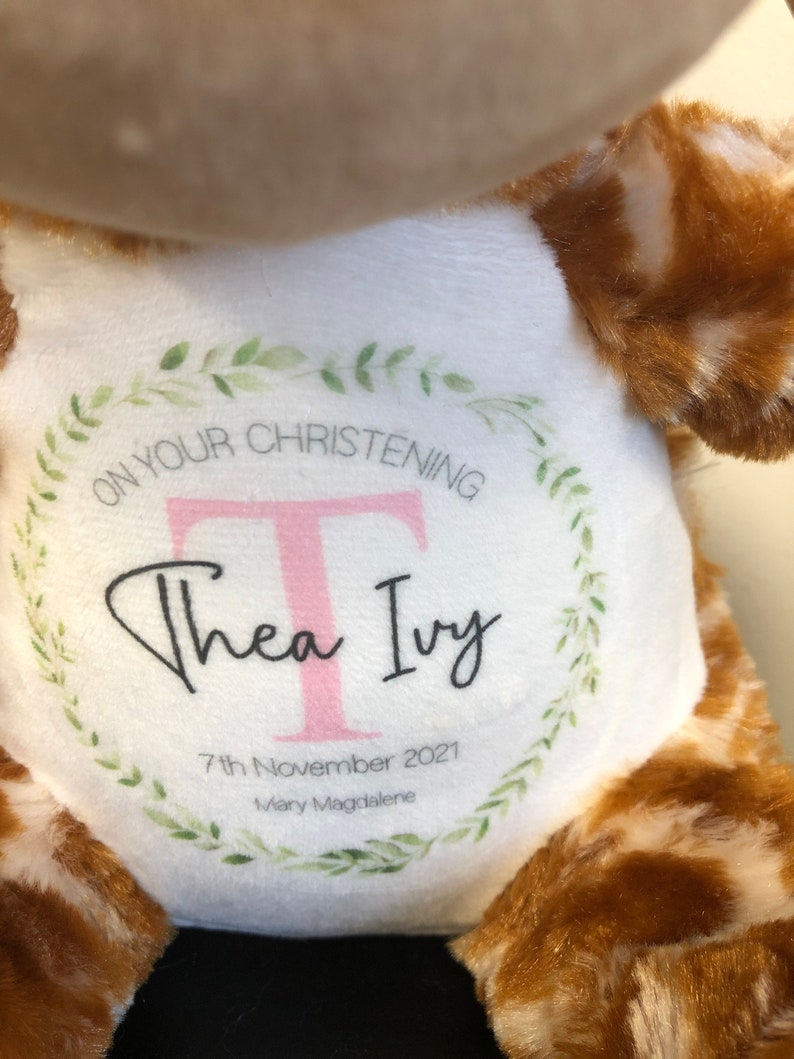 ON YOUR CHRISTENING
T
Thea Ivy
7th November 2021
Mary Magdalene